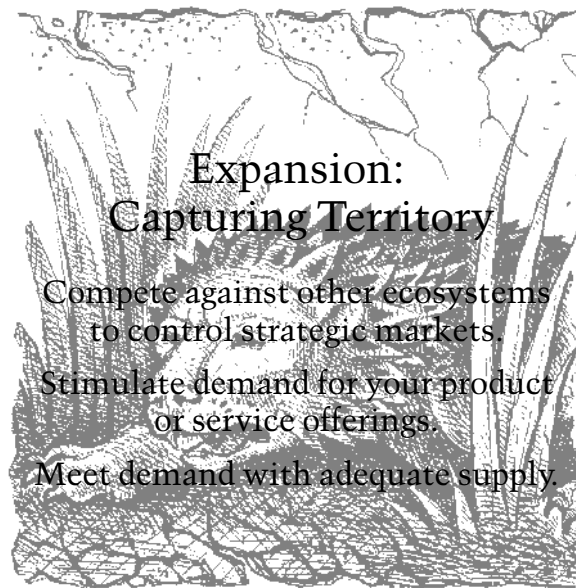 Expansion:
Capturing Territory
Compete against other ecosystems
to control strategic markets.
Stimulate demand for your product
or service offerings.
Meet demand with adequate supply.